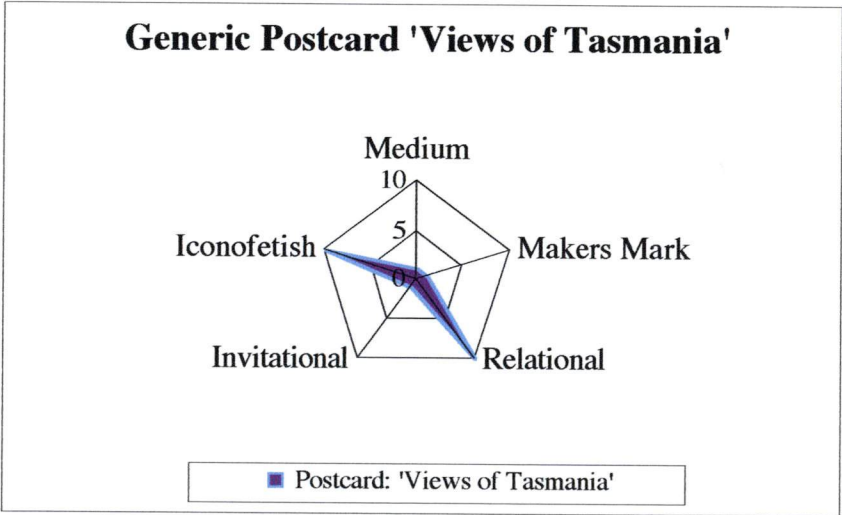 Generic Postcard 'Views of Tasmania'
Medium
10
5
0
Iconofetish
Makers Mark
Invitational
Relational
Postcard: 'Views of Tasmania'